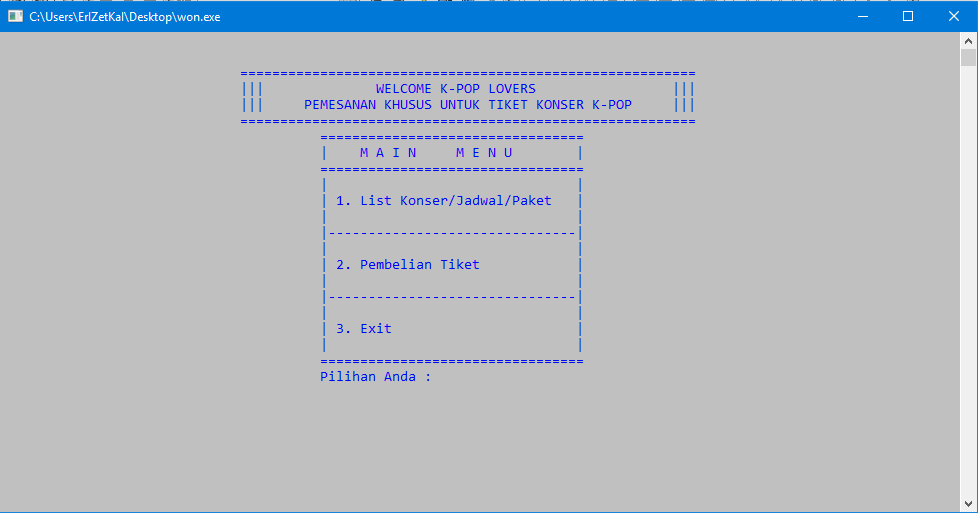 C:\Users\ErlZetKal\Desktop\won.exe
=========================================================
||| WELCOME K-POP LOVERS |||
||| PEMESANAN KHUSUS UNTUK TIKET KONSER K-POP |||
=========================================================
=================================
| M A I N M E N U |
=================================
| |
| 1. List Konser/Jadwal/Paket |
| |
|-------------------------------|
| |
| 2. Pembelian Tiket |
| |
|-------------------------------|
| |
| 3. Exit |
| |
=================================
Pilihan Anda :